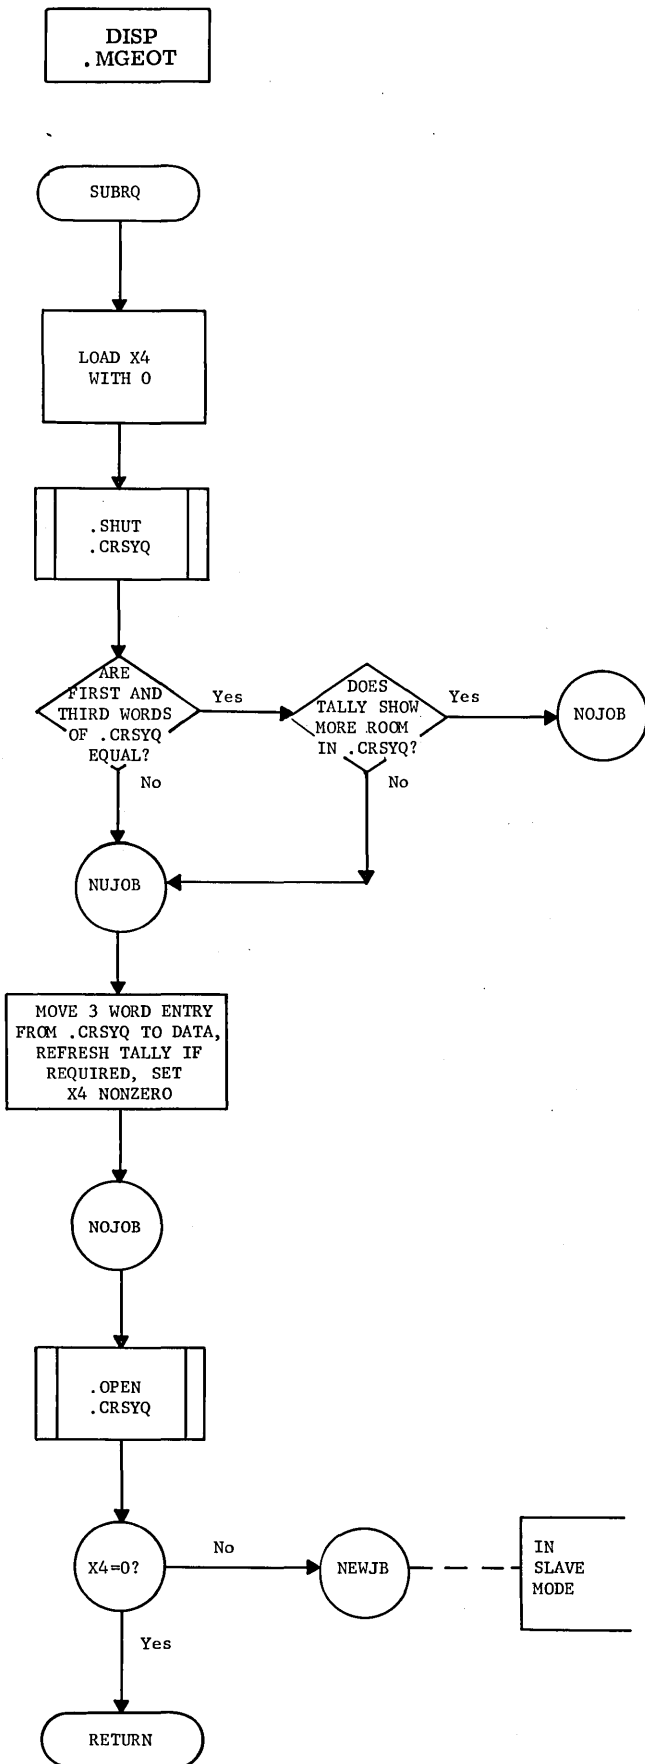 DISP
.MGEOT
SUBRQ
LOAD X4
WITH 0
.SHUT
.CRSYQ
ARE
FIRST AND
THIRD WORDS
OF .CRSYQ
EQUAL?
Yes
DOES
TALLY SHOW
MORE ROOM
IN .CRSYQ?
Yes
NOJOB
No
No
NUJOB
MOVE 3 WORD ENTRY
FROM .CRSYQ TO DATA,
REFRESH TALLY IF
REQUIRED, SET
X4 NONZERO
NOJOB
.OPEN
.CRSYQ
X4=0?
No
NEWJB
IN
SLAVE
MODE
Yes
RETURN